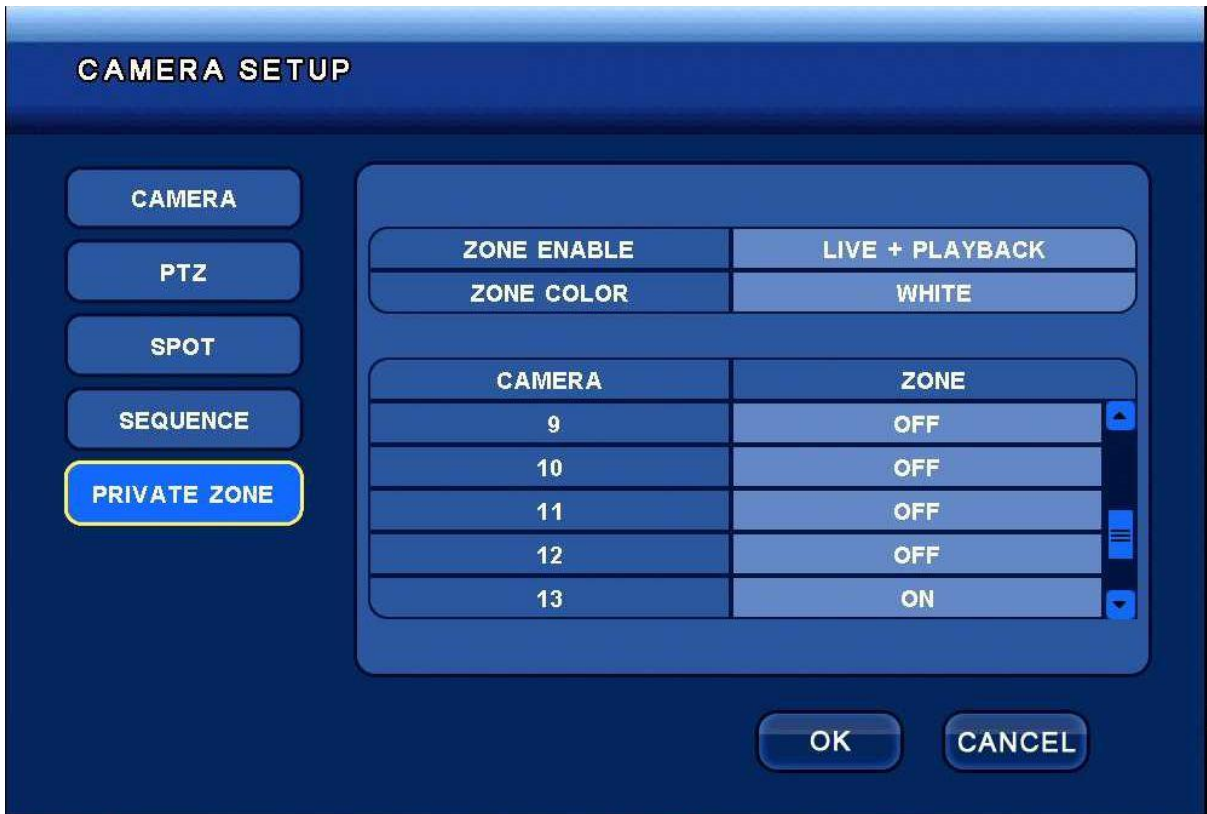 CAMERA SETUP
CAMERA
PTZ
SPOT
SEQUENCE
PRIVATE ZONE
ZONE ENABLE LIVE + PLAYBACK
ZONE COLOR WHITE
CAMERA ZONE
9 OFF
10 OFF
11 OFF
12 OFF
13 ON
OK CANCEL